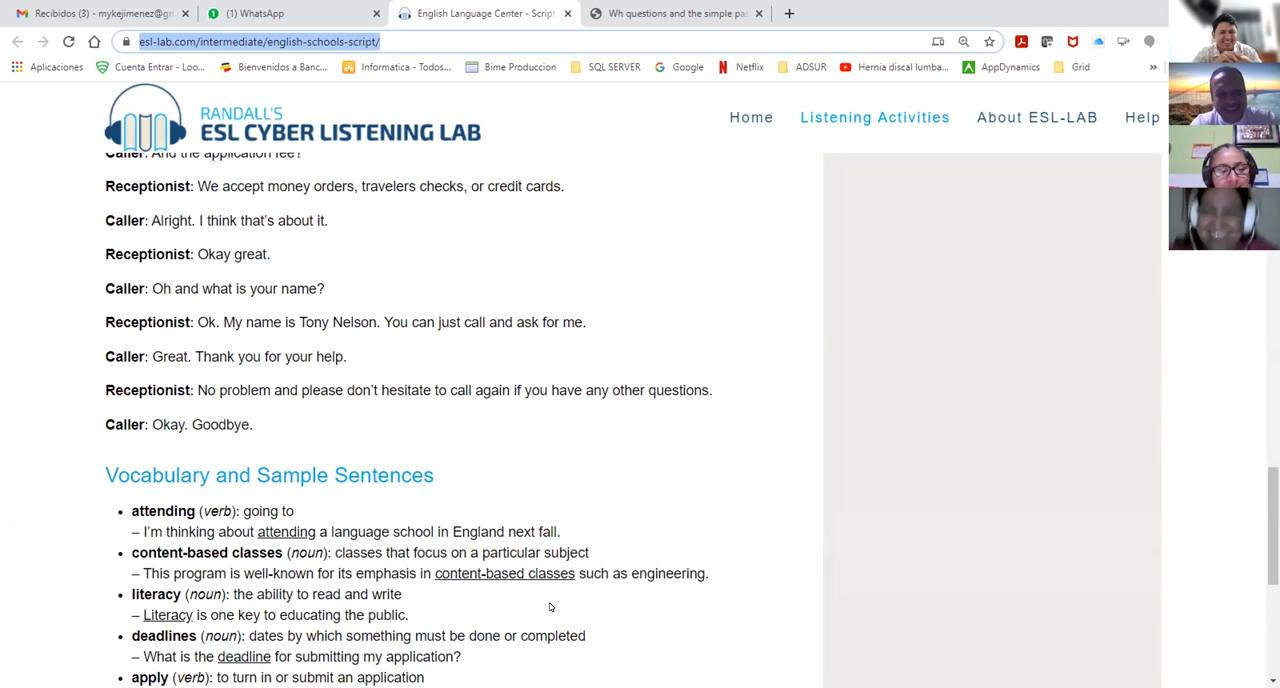 Recibidos (3) - mykejimenez@gm
(1) WhatsApp
English Language Center - Script
Wh questions and the simple pas
esl-lab.com/intermediate/english-schools-script/
Aplicaciones
Cuenta Entrar - Loo...
Bienvenidos a Banc...
Informatica - Todos...
Bime Production...
SQL SERVER
Google
Netflix
ADSUR
Hernia discal lumba...
AppDynamics
Grid
»
RANDALL'S
ESL CYBER LISTENING LAB
Home
Listening Activities
About ESL-LAB
Help
Caller: And the application fee?
Receptionist: We accept money orders, travelers checks, or credit cards.
Caller: Alright. I think that's about it.
Receptionist: Okay great.
Caller: Oh and what is your name?
Receptionist: Ok. My name is Tony Nelson. You can just call and ask for me.
Caller: Great. Thank you for your help.
Receptionist: No problem and please don't hesitate to call again if you have any other questions.
Caller: Okay. Goodbye.
Vocabulary and Sample Sentences
• attending (verb): going to
– I'm thinking about attending a language school in England next fall.
• content-based classes (noun): classes that focus on a particular subject
– This program is well-known for its emphasis in content-based classes such as engineering.
• literacy (noun): the ability to read and write
– Literacy is one key to educating the public.
• deadlines (noun): dates by which something must be done or completed
– What is the deadline for submitting my application?
• apply (verb): to turn in or submit an application